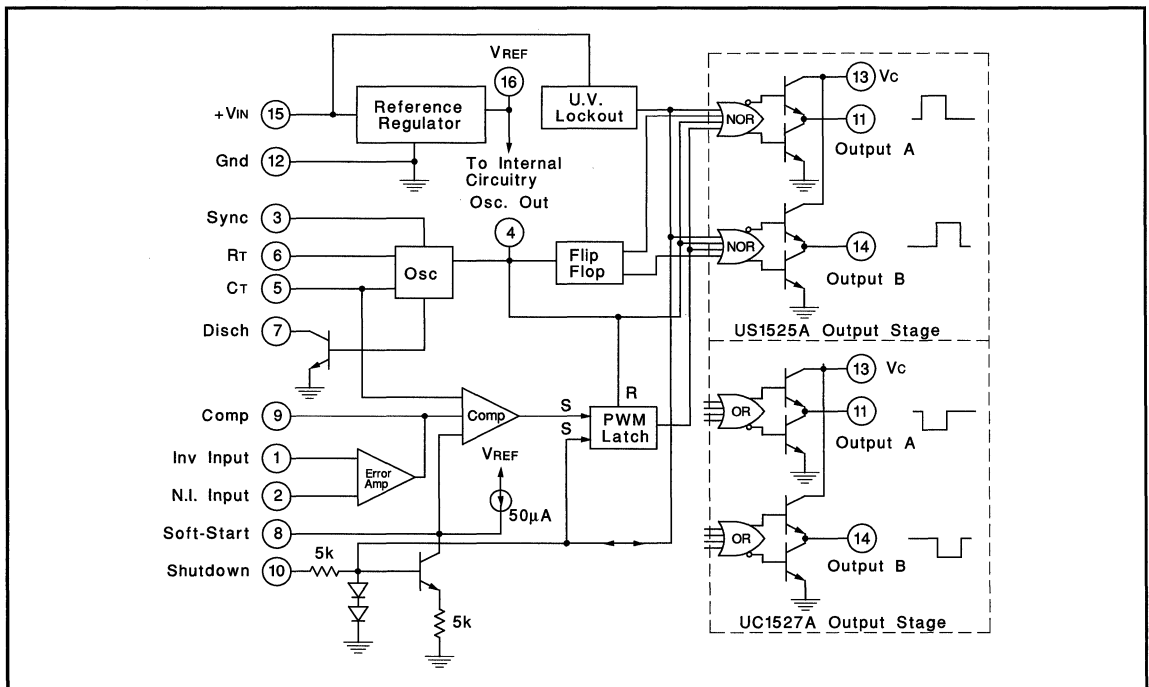 VREF
16
13 VC
+VIN 15
Reference
Regulator
U.V.
Lockout
NOR
11
Output A
Gnd 12
To Internal
Circuitry
Osc. Out
4
Sync 3
RT 6
CT 5
Osc
Flip
Flop
NOR
14
Output B
Disch 7
US1525A Output Stage
13 VC
Comp 9
Comp
R
S
S
PWM
Latch
OR
11
Output A
Inv Input 1
N.I. Input 2
Error
Amp
VREF
50µA
Soft-Start 8
OR
14
Output B
5k
Shutdown 10
5k
UC1527A Output Stage